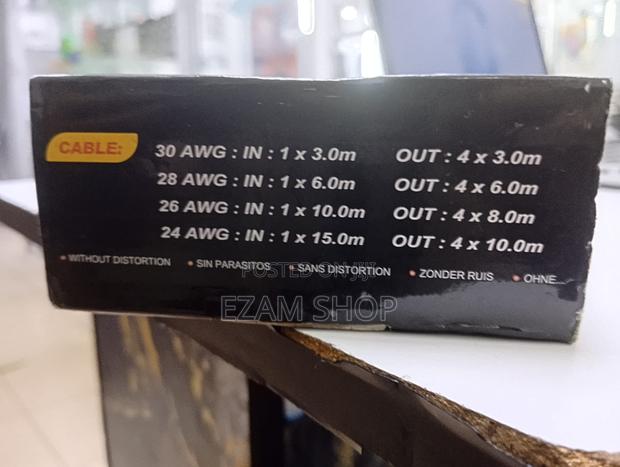 CABLE:
30 AWG : IN : 1 x 3.0m OUT : 4 x 3.0m
28 AWG : IN : 1 x 6.0m OUT : 4 x 6.0m
26 AWG : IN : 1 x 10.0m OUT : 4 x 8.0m
24 AWG : IN : 1 x 15.0m OUT : 4 x 10.0m
• WITHOUT DISTORTION • SIN PARASITOS • SANS DISTORTION • ZONDER RUIS • OHNE...
POSTED ON JIJI
EZAM SHOP